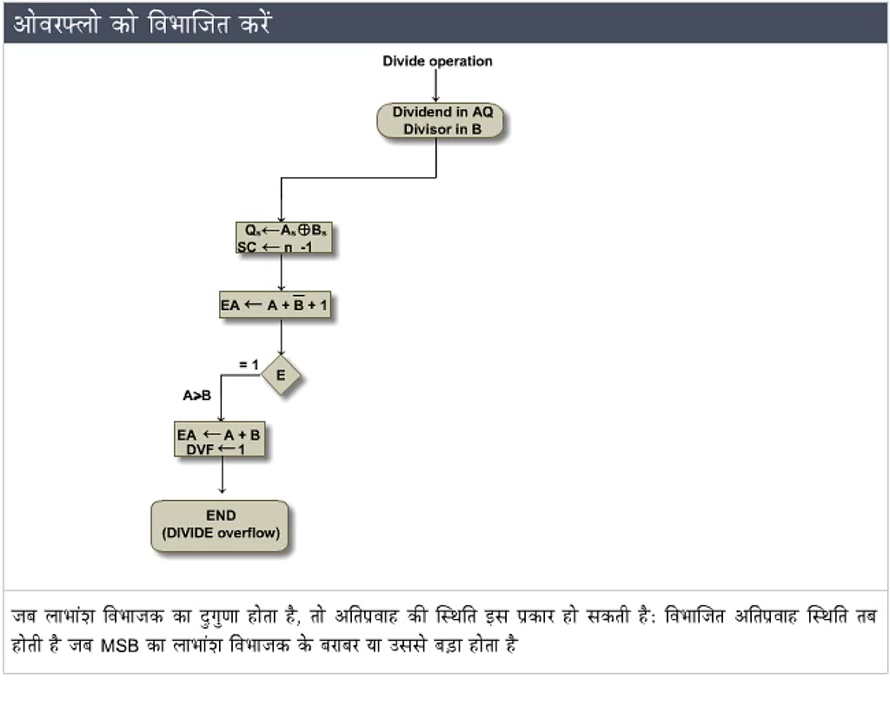 ओवरफ्लो को विभाजित करें
Divide operation
Dividend in AQ
Divisor in B
Qₛ←Aₛ⊕Bₛ
SC ← n -1
EA ← A + B̅ + 1
= 1
E
A≥B
EA ← A + B
DVF ← 1
END
(DIVIDE overflow)
जब लाभांश विभाजक का दुगुणा होता है, तो अतिप्रवाह की स्थिति इस प्रकार हो सकती है: विभाजित अतिप्रवाह स्थिति तब
होती है जब MSB का लाभांश विभाजक के बराबर या उससे बड़ा होता है